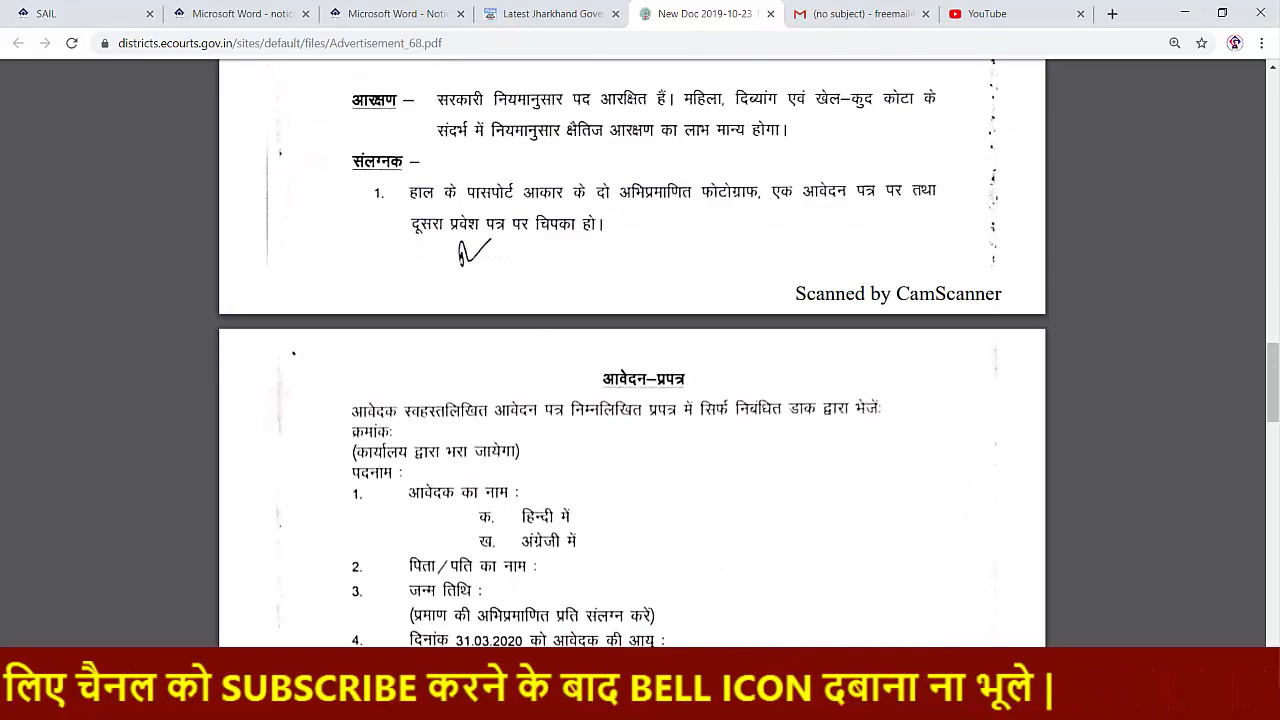 SAIL
Microsoft Word - notic
Microsoft Word - Notic
Latest Jharkhand Gove
New Doc 2019-10-23 1
(no subject) - freemail4
YouTube
districts.ecourts.gov.in/sites/default/files/Advertisement_68.pdf
आरक्षण – सरकारी नियमानुसार पद आरक्षित हैं। महिला, दिब्यांग एवं खेल–कुद कोटा के
संदर्भ में नियमानुसार क्षैतिज आरक्षण का लाभ मान्य होगा।
संलग्नक –
1. हाल के पासपोर्ट आकार के दो अभिप्रमाणित फोटोग्राफ, एक आवेदन पत्र पर तथा
दूसरा प्रवेश पत्र पर चिपका हो।
Scanned by CamScanner
आवेदन–प्रपत्र
आवेदक स्वहस्तलिखित आवेदन पत्र निम्नलिखित प्रपत्र में सिर्फ निबंधित डाक द्वारा भेजें:
क्रमांक:
(कार्यालय द्वारा भरा जायेगा)
पदनाम :
1. आवेदक का नाम :
क. हिन्दी में
ख. अंग्रेजी में
2. पिता/पति का नाम :
3. जन्म तिथि :
(प्रमाण की अभिप्रमाणित प्रति संलग्न करें)
4. दिनांक 31.03.2020 को आवेदक की आयु :
लिए चैनल को SUBSCRIBE करने के बाद BELL ICON दबाना ना भूले |